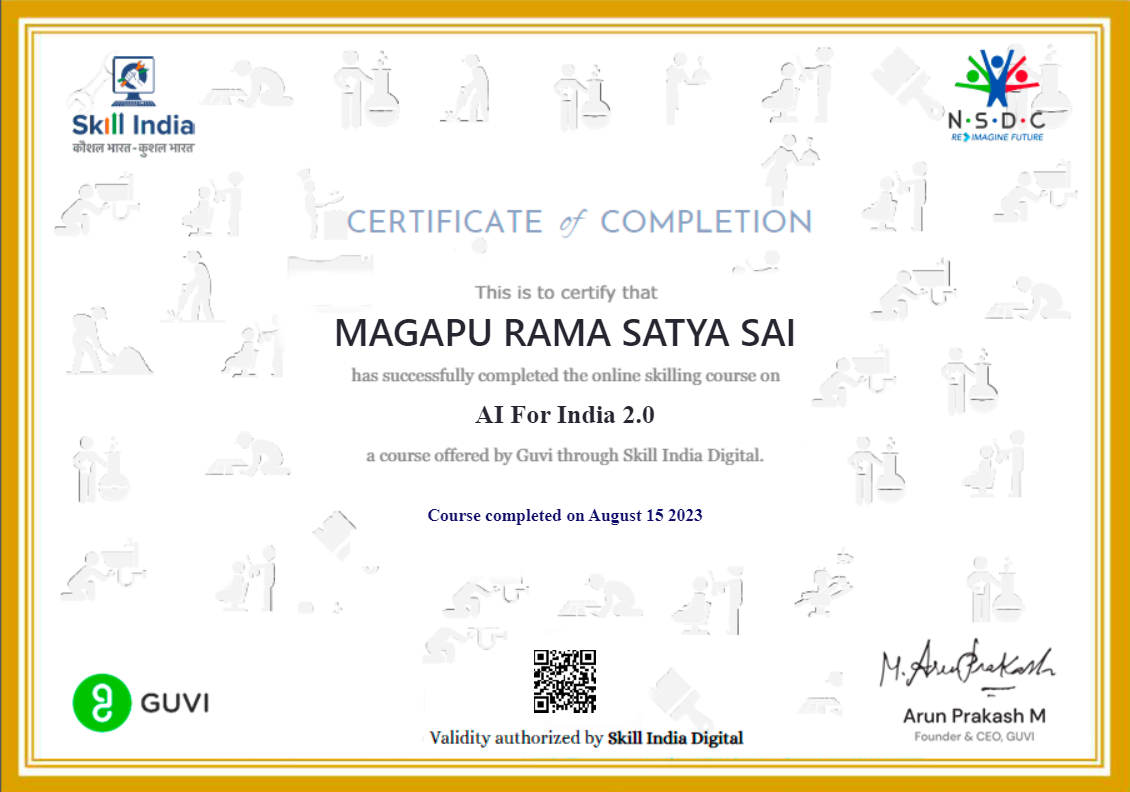 Skill India
कौशल भारत - कुशल भारत
N·S·D·C
RE IMAGINE FUTURE
CERTIFICATE of COMPLETION
This is to certify that
MAGAPU RAMA SATYA SAI
has successfully completed the online skilling course on
AI For India 2.0
a course offered by Guvi through Skill India Digital.
Course completed on August 15 2023
GUVI
Validity authorized by Skill India Digital
M. Arun Prakash
Arun Prakash M
Founder & CEO, GUVI